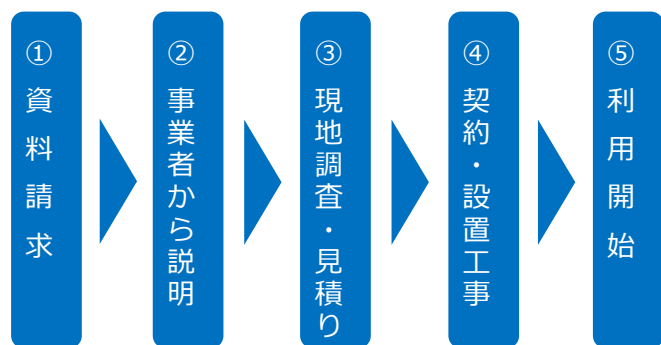 ①資料請求
②事業者から説明
③現地調査・見積り
④契約・設置工事
⑤利用開始